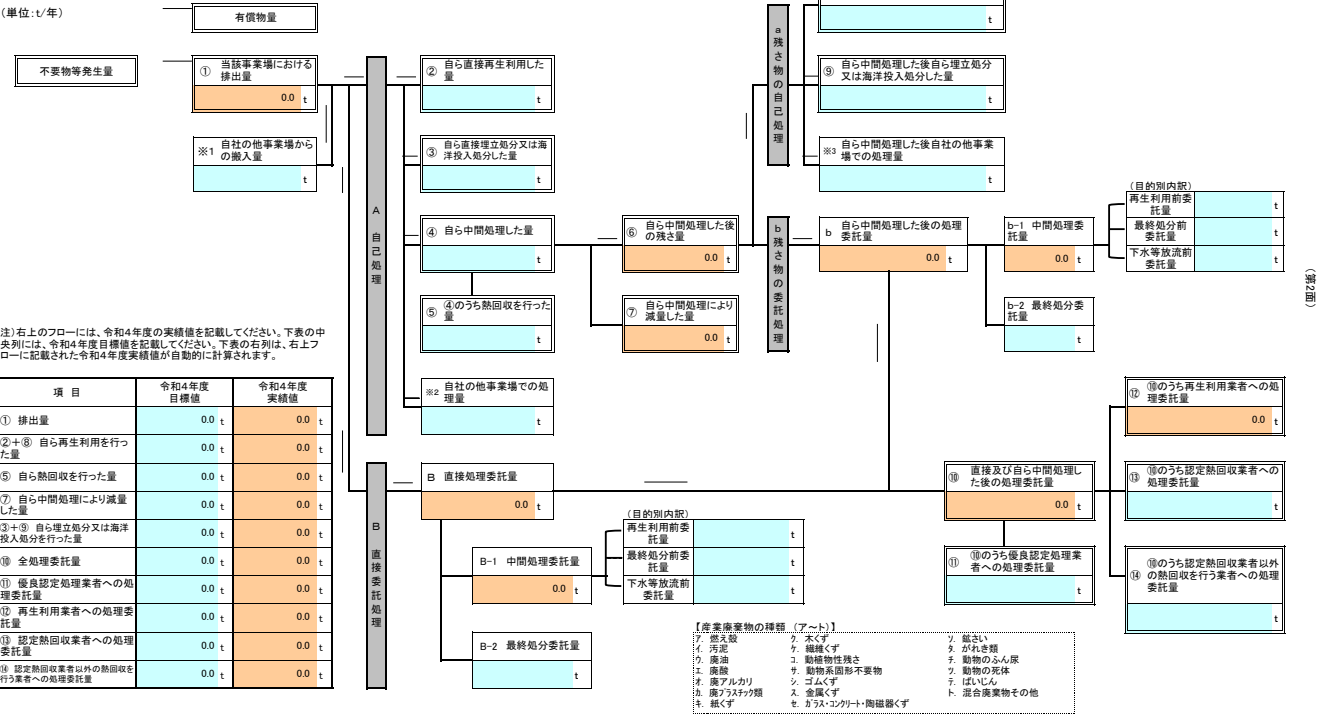 （単位：t/年）
有償物量
不要物等発生量
① 当該事業場における
排出量
0.0 t
※1 自社の他事業場から
の搬入量
t
A
自
己
処
理
② 自ら直接再生利用した
量
t
③ 自ら直接埋立処分又は海
洋投入処分した量
t
④ 自ら中間処理した量
t
⑤ ④のうち熱回収を行った
量
t
※2 自社の他事業場での処
理量
t
⑥ 自ら中間処理した後
の残さ量
0.0 t
⑦ 自ら中間処理により
減量した量
0.0 t
a
残
さ
物
の
自
己
処
理
t
⑨ 自ら中間処理した後自ら埋立処分
又は海洋投入処分した量
t
※3 自ら中間処理した後自社の他事業
場での処理量
t
b
残
さ
物
の
委
託
処
理
b 自ら中間処理した後の処理
委託量
0.0 t
b-1 中間処理委
託量
0.0 t
b-2 最終処分委
託量
t
（目的別内訳）
再生利用前委
託量
t
最終処分前
委託量
t
下水等放流前
委託量
t
（第2面）
注）右上のフローには、令和４年度の実績値を記載してください。下表の中
央列には、令和４年度目標値を記載してください。下表の右列は、右上フ
ローに記載された令和４年度実績値が自動的に計算されます。
項 目 令和４年度 目標値 令和４年度 実績値
① 排出量 0.0 t 0.0 t
②＋⑧ 自ら再生利用を行っ
た量 0.0 t 0.0 t
⑤ 自ら熱回収を行った量 0.0 t 0.0 t
⑦ 自ら中間処理により減量
した量 0.0 t 0.0 t
③＋⑨ 自ら埋立処分又は海洋
投入処分を行った量 0.0 t 0.0 t
⑩ 全処理委託量 0.0 t 0.0 t
⑪ 優良認定処理業者への処
理委託量 0.0 t 0.0 t
⑫ 再生利用業者への処理委
託量 0.0 t 0.0 t
⑬ 認定熱回収業者への処理
委託量 0.0 t 0.0 t
⑭ 認定熱回収業者以外の熱回収を
行う業者への処理委託量 0.0 t 0.0 t
B
直
接
委
託
処
理
B 直接処理委託量
0.0 t
B-1 中間処理委託量
0.0 t
B-2 最終処分委託量
t
（目的別内訳）
再生利用前委
託量
t
最終処分前委
託量
t
下水等放流前
委託量
t
⑩ 直接及び自ら中間処理し
た後の処理委託量
0.0 t
⑪ ⑩のうち優良認定処理業
者への処理委託量
t
⑫ ⑩のうち再生利用業者への処
理委託量
0.0 t
⑬ ⑩のうち認定熱回収業者への
処理委託量
t
⑭ ⑩のうち認定熱回収業者以外
の熱回収を行う業者への処理
委託量
t
【産業廃棄物の種類 （ア～ト）】
ア．燃え殻 ク．木くず ソ．鉱さい
イ．汚泥 ケ．繊維くず タ．がれき類
ウ．廃油 コ．動植物性残さ チ．動物のふん尿
エ．廃酸 サ．動物系固形不要物 ツ．動物の死体
オ．廃アルカリ シ．ゴムくず テ．ばいじん
カ．廃プラスチック類 ス．金属くず ト．混合廃棄物その他
キ．紙くず セ．ガラス・コンクリート・陶磁器くず